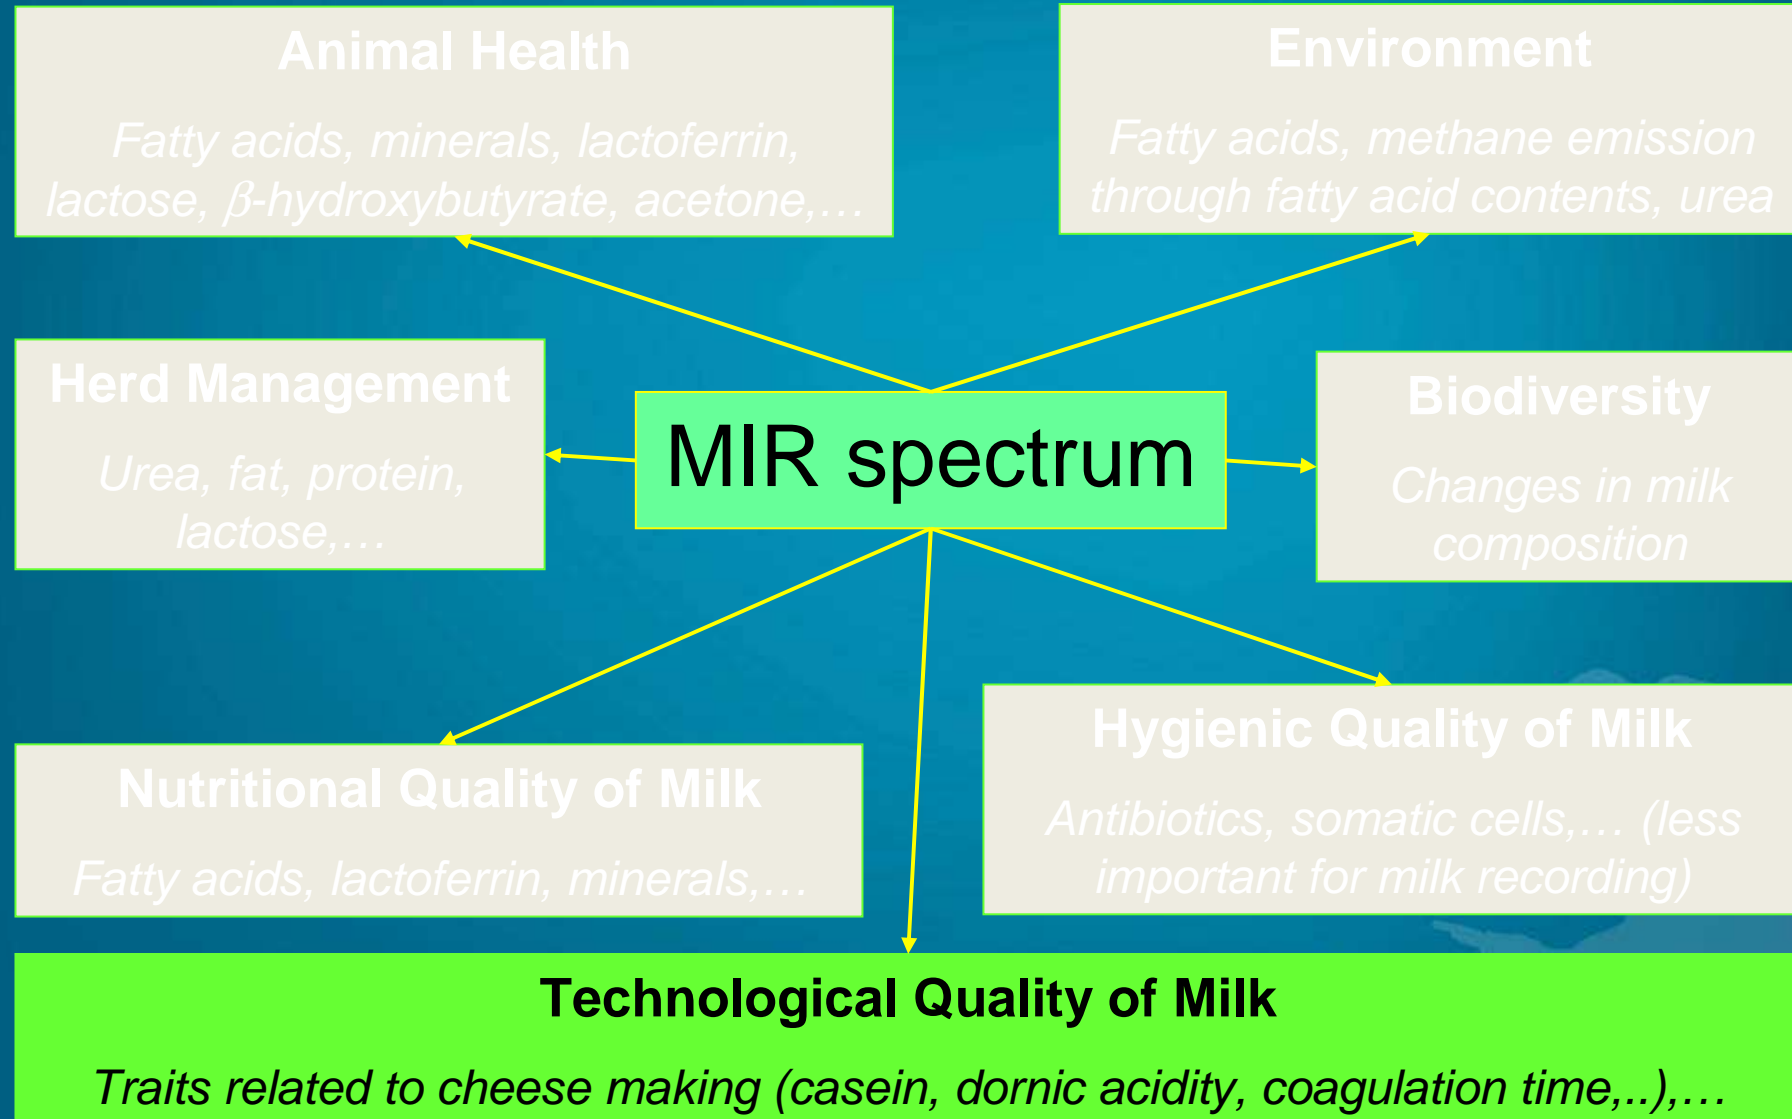 Animal Health
Fatty acids, minerals, lactoferrin,
lactose, β-hydroxybutyrate, acetone,…
Environment
Fatty acids, methane emission
through fatty acid contents, urea
Herd Management
Urea, fat, protein,
lactose,…
MIR spectrum
Biodiversity
Changes in milk
composition
Nutritional Quality of Milk
Fatty acids, lactoferrin, minerals,…
Hygienic Quality of Milk
Antibiotics, somatic cells,… (less
important for milk recording)
Technological Quality of Milk
Traits related to cheese making (casein, dornic acidity, coagulation time,..),…